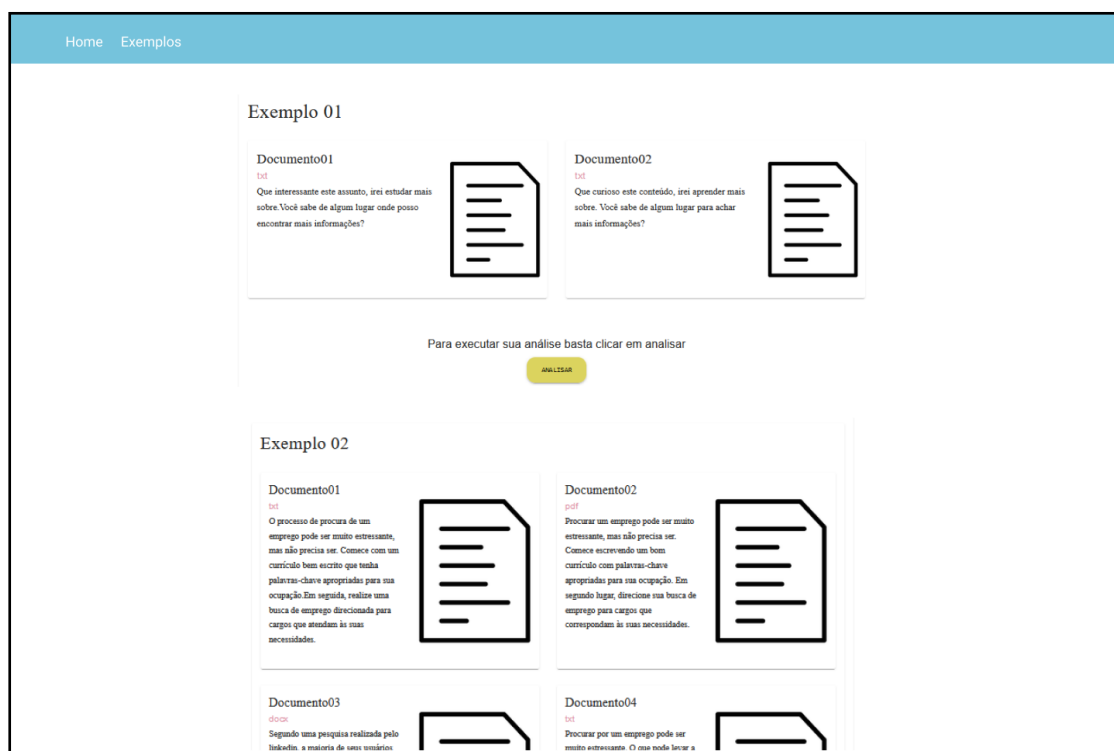 Home Exemplos
Exemplo 01
Documento01
txt
Que interessante este assunto, irei estudar mais
sobre.Você sabe de algum lugar onde posso
encontrar mais informações?
Documento02
txt
Que curioso este conteúdo, irei aprender mais
sobre. Você sabe de algum lugar para achar
mais informações?
Para executar sua análise basta clicar em analisar
ANALISAR
Exemplo 02
Documento01
txt
O processo de procura de um
emprego pode ser muito estressante,
mas não precisa ser. Comece com um
currículo bem escrito que tenha
palavras-chave apropriadas para sua
ocupação.Em seguida, realize uma
busca de emprego direcionada para
cargos que atendam às suas
necessidades.
Documento02
pdf
Procurar um emprego pode ser muito
estressante, mas não precisa ser.
Comece escrevendo um bom
currículo com palavras-chave
apropriadas para sua ocupação. Em
segundo lugar, direcione sua busca de
emprego para cargos que
correspondam às suas necessidades.
Documento03
docx
Segundo uma pesquisa realizada pelo
linkedin, a maioria de seus usuários
Documento04
txt
Procurar por um emprego pode ser
muito estressante. O que pode levar a